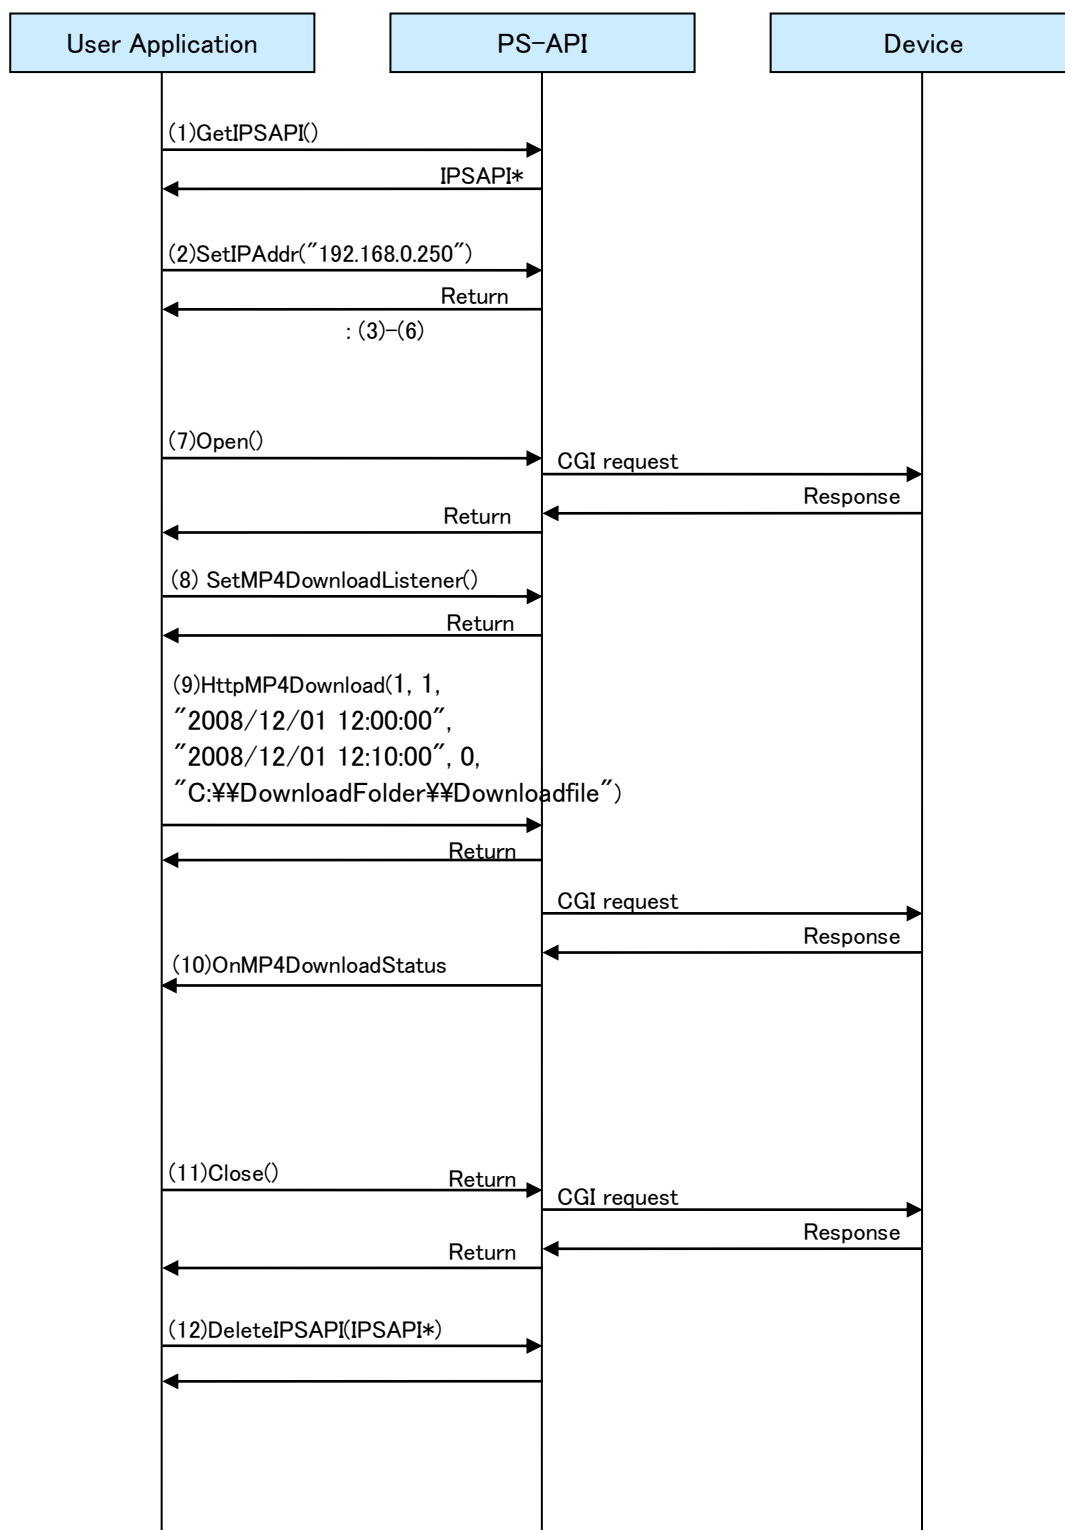 User Application
PS-API
Device
(1)GetIPSAPI()
IPSAPI*
(2)SetIPAddr("192.168.0.250")
Return
: (3)-(6)
(7)Open()
CGI request
Response
Return
(8) SetMP4DownloadListener()
Return
(9)HttpMP4Download(1, 1,
"2008/12/01 12:00:00",
"2008/12/01 12:10:00", 0,
"C:¥¥DownloadFolder¥¥Downloadfile")
Return
CGI request
Response
(10)OnMP4DownloadStatus
(11)Close()
Return
CGI request
Response
Return
(12)DeleteIPSAPI(IPSAPI*)